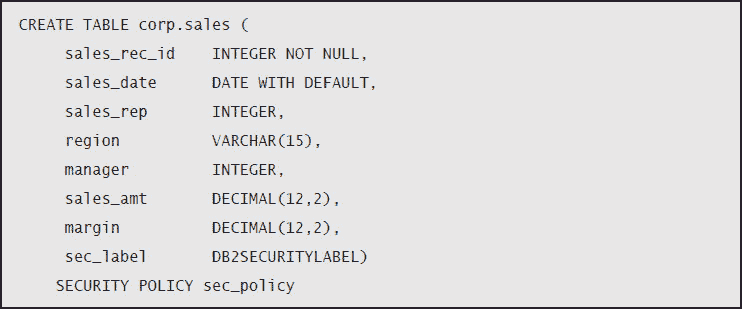 CREATE TABLE corp.sales (
sales_rec_id INTEGER NOT NULL,
sales_date DATE WITH DEFAULT,
sales_rep INTEGER,
region VARCHAR(15),
manager INTEGER,
sales_amt DECIMAL(12,2),
margin DECIMAL(12,2),
sec_label DB2SECURITYLABEL)
SECURITY POLICY sec_policy